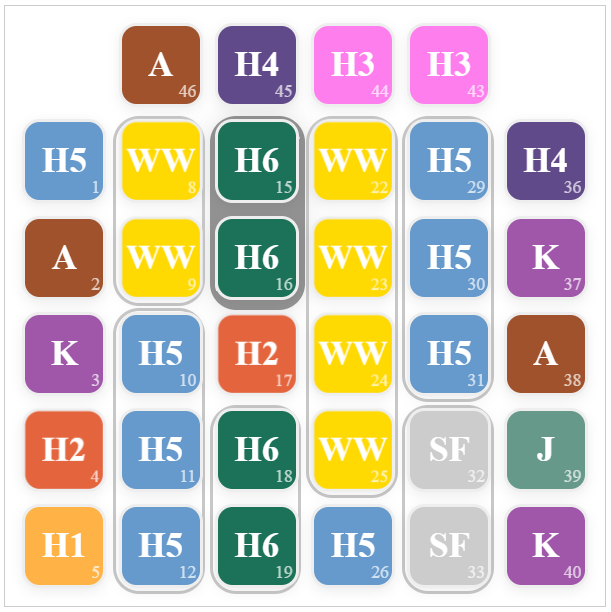 A 46 H4 45 H3 44 H3 43
H5 1 WW 8 H6 15 WW 22 H5 29 H4 36
A 2 WW 9 H6 16 WW 23 H5 30 K 37
K 3 H5 10 H2 17 WW 24 H5 31 A 38
H2 4 H5 11 H6 18 WW 25 SF 32 J 39
H1 5 H5 12 H6 19 H5 26 SF 33 K 40